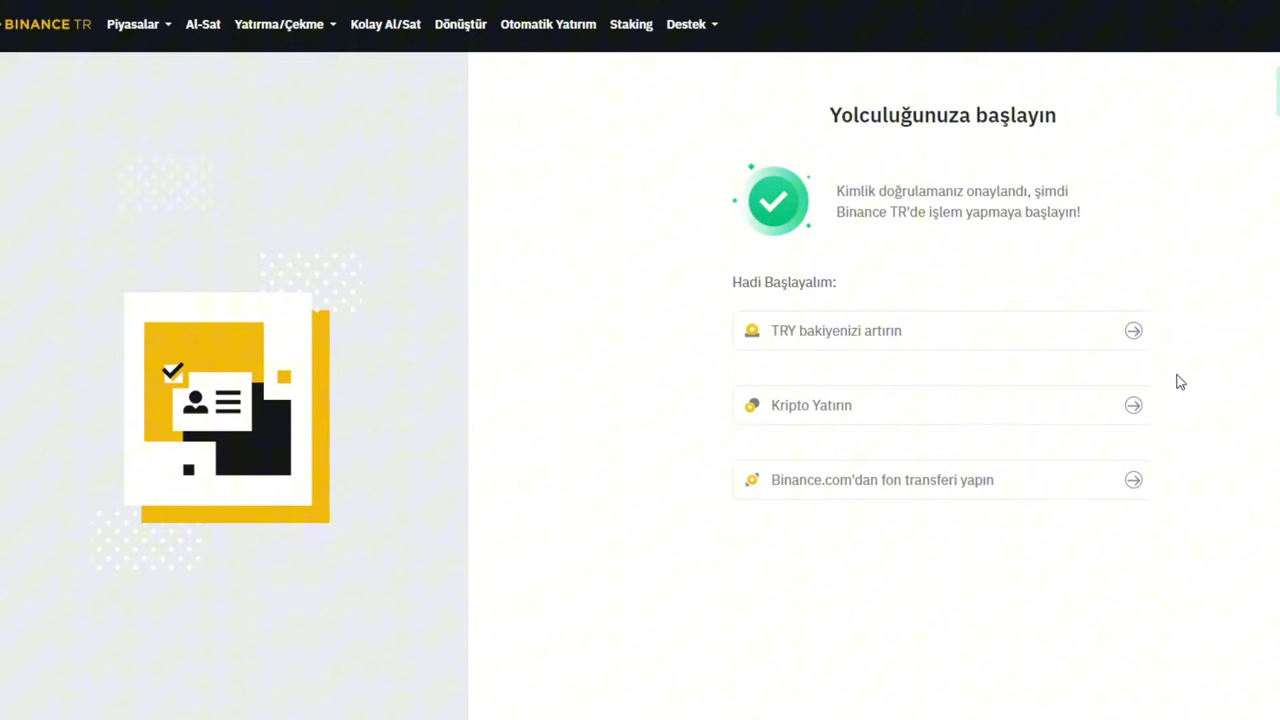 BINANCE TR Piyasalar Al-Sat Yatırma/Çekme Kolay Al/Sat Dönüştür Otomatik Yatırım Staking Destek
Yolculuğunuza başlayın
Kimlik doğrulamanız onaylandı, şimdi
Binance TR'de işlem yapmaya başlayın!
Hadi Başlayalım:
TRY bakiyenizi artırın
Kripto Yatırın
Binance.com'dan fon transferi yapın